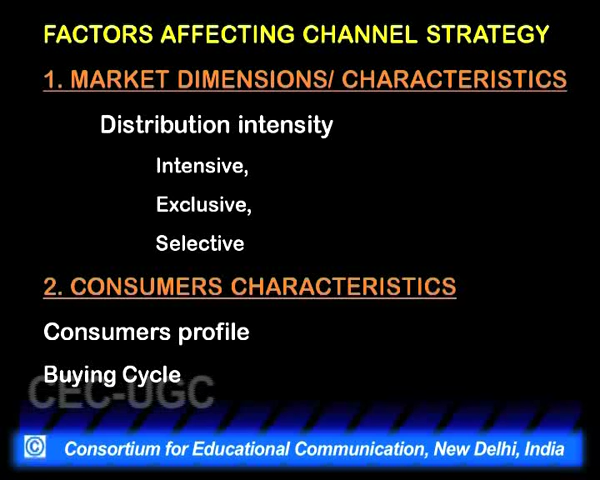 FACTORS AFFECTING CHANNEL STRATEGY
1. MARKET DIMENSIONS/ CHARACTERISTICS
Distribution intensity
Intensive,
Exclusive,
Selective
2. CONSUMERS CHARACTERISTICS
Consumers profile
Buying Cycle
CEC-UGC
© Consortium for Educational Communication, New Delhi, India